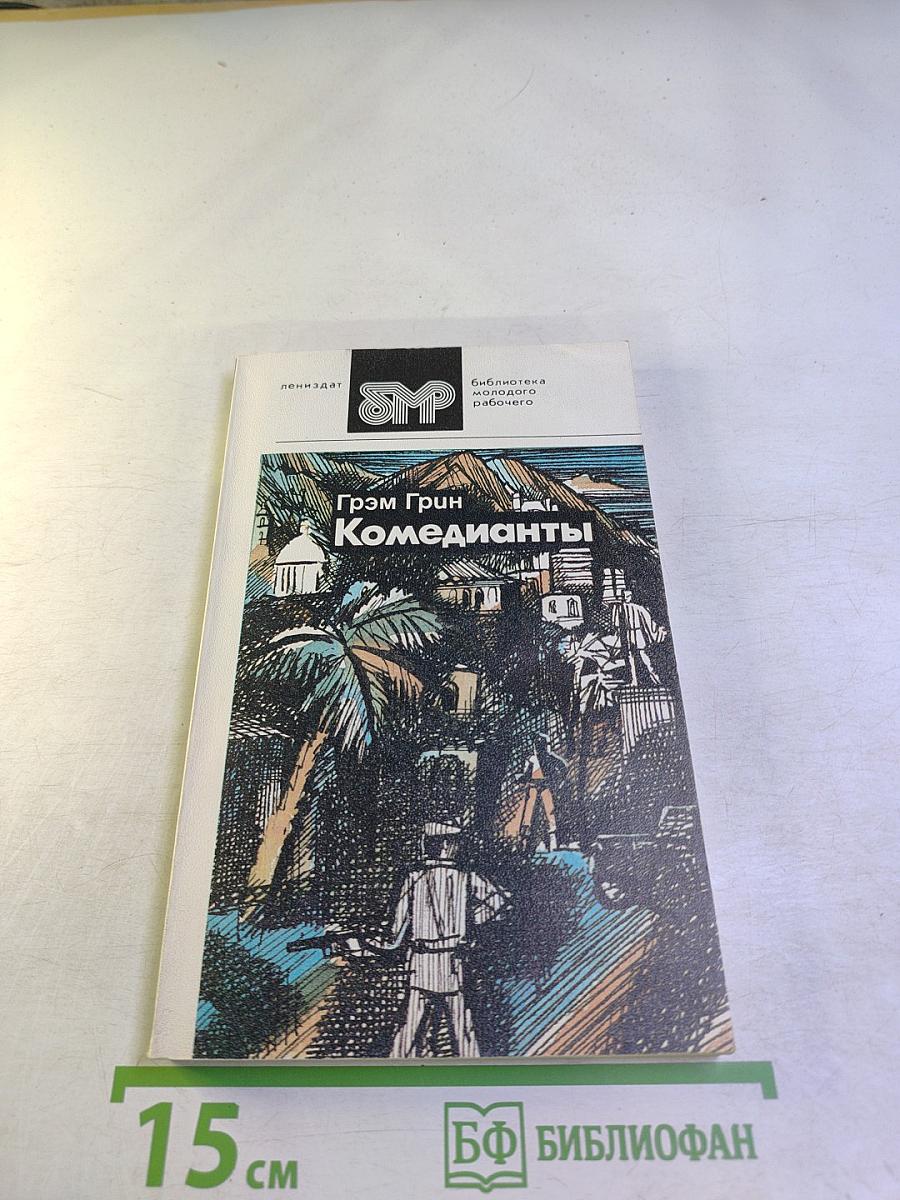 лениздат
бмр
библиотека
молодого
рабочего
Грэм Грин
Комедианты
15 см
БФ БИБЛИОФАН